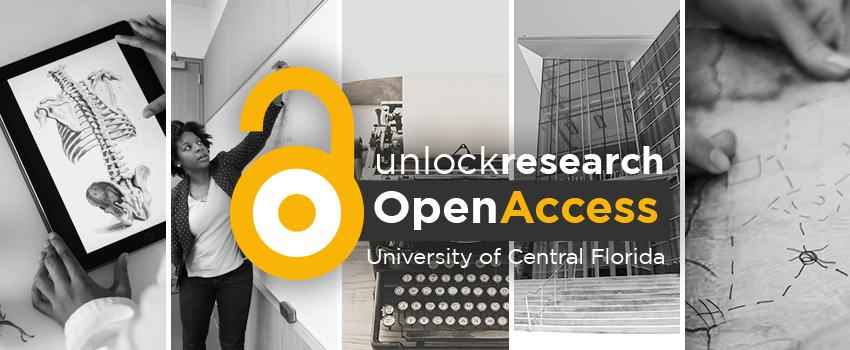 unlockresearch
OpenAccess
University of Central Florida